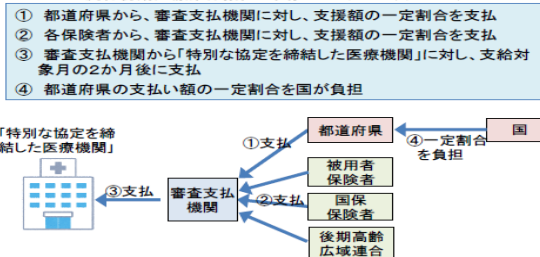 ① 都道府県から、審査支払機関に対し、支援額の一定割合を支払
② 各保険者から、審査支払機関に対し、支援額の一定割合を支払
③ 審査支払機関から「特別な協定を締結した医療機関」に対し、支給対
象月の２か月後に支払
④ 都道府県の支払い額の一定割合を国が負担
「特別な協定を締
結した医療機関」
③支払
審査支払
機関
①支払
②支払
都道府県
④一定割合
を負担
国
被用者
保険者
国保
保険者
後期高齢
広域連合